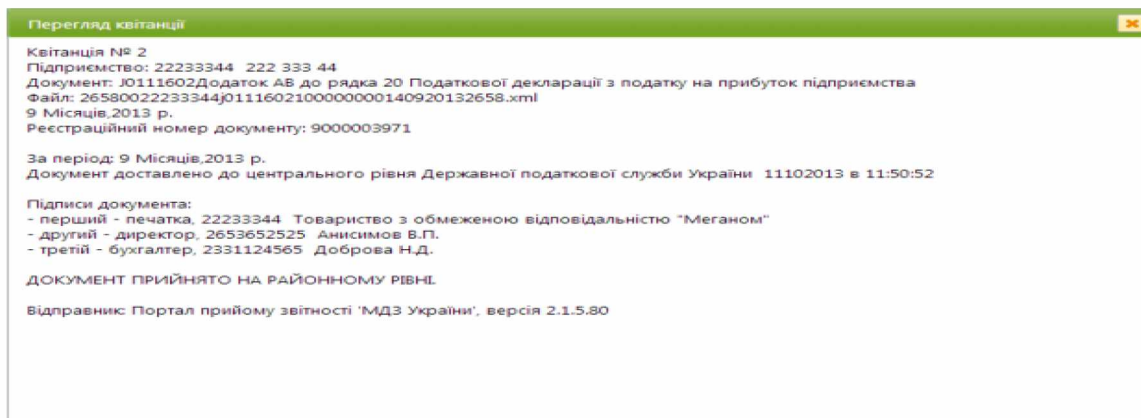 Перегляд квітанції
Квітанція № 2
Підприємство: 22233344 222 333 44
Документ: J0111602Додаток АВ до рядка 20 Податкової декларації з податку на прибуток підприємства
Файл: 26580022233344j0111602100000000140920132658.xml
9 Місяців,2013 р.
Реєстраційний номер документу: 9000003971
За період: 9 Місяців,2013 р.
Документ доставлено до центрального рівня Державної податкової служби України 11102013 в 11:50:52
Підписи документа:
- перший - печатка, 22233344 Товариство з обмеженою відповідальністю "Меганом"
- другий - директор, 2653652525 Анисимов В.П.
- третій - бухгалтер, 2331124565 Доброва Н.Д.
ДОКУМЕНТ ПРИЙНЯТО НА РАЙОННОМУ РІВНІ.
Відправник: Портал прийому звітності 'МДЗ України', версія 2.1.5.80